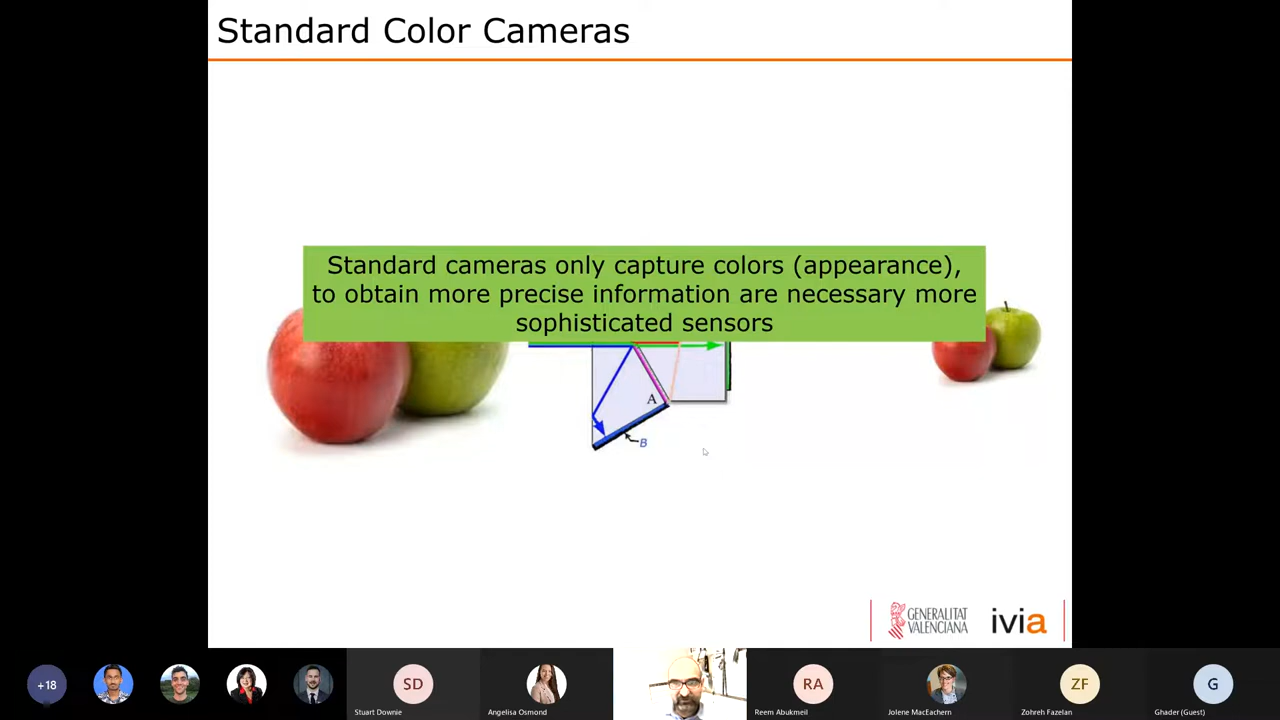 Standard Color Cameras
Standard cameras only capture colors (appearance),
to obtain more precise information are necessary more
sophisticated sensors
A
B
GENERALITAT
VALENCIANA
ivia
+18
SD
RA
ZF
G
Stuart Downie
Angelisa Osmond
Reem Abukmeil
Jolene MacEachern
Zohreh Fazelan
Ghader (Guest)